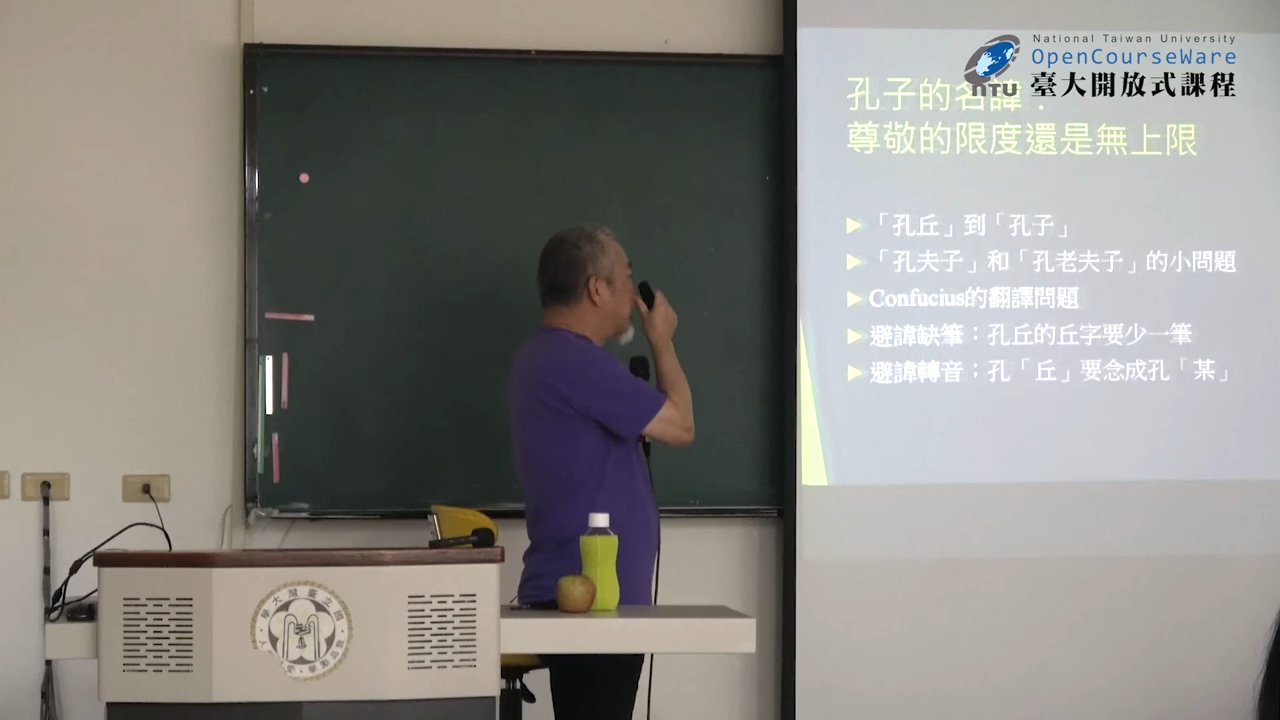 National Taiwan University
OpenCourseWare
NTU 臺大開放式課程
孔子的名諱：
尊敬的限度還是無上限
「孔丘」到「孔子」
「孔夫子」和「孔老夫子」的小問題
Confucius的翻譯問題
避諱缺筆：孔丘的丘字要少一筆
避諱轉音：孔「丘」要念成孔「某」